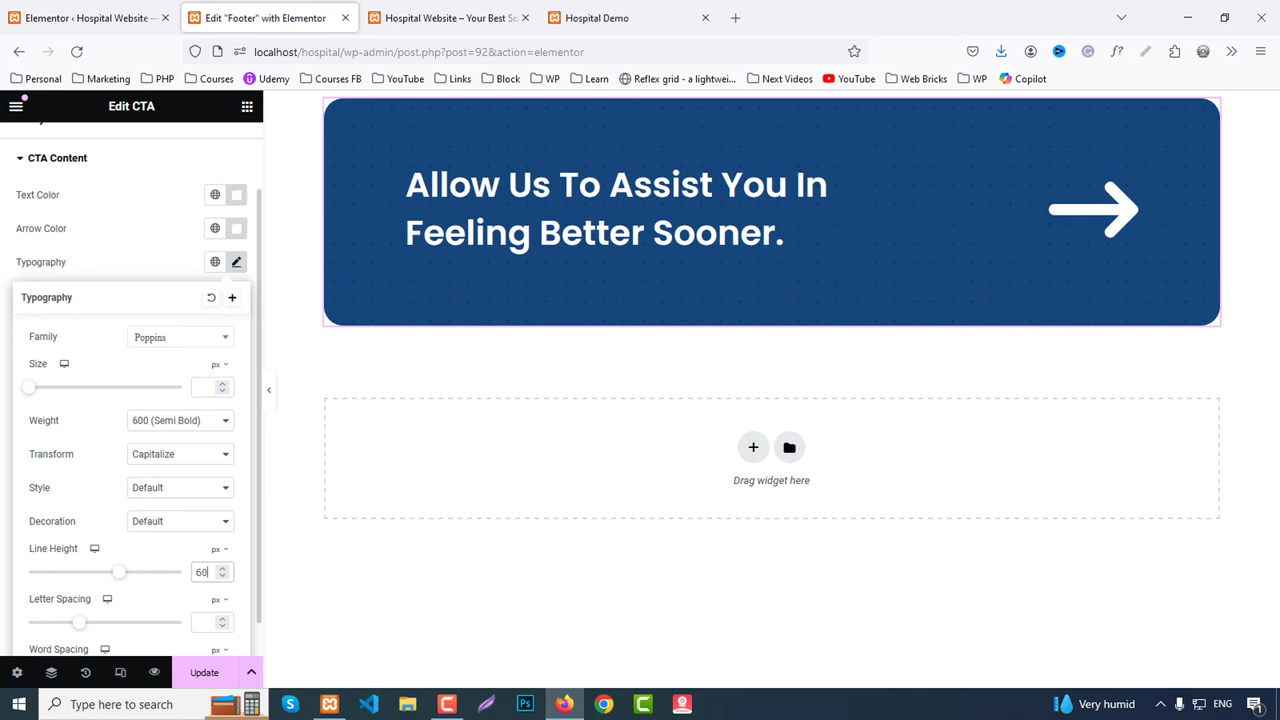 Elementor ‹ Hospital Website —
Edit "Footer" with Elementor
Hospital Website – Your Best So
Hospital Demo
localhost/hospital/wp-admin/post.php?post=92&action=elementor
Personal
Marketing
PHP
Courses
Udemy
Courses FB
YouTube
Links
Block
WP
Learn
Reflex grid - a lightwei...
Next Videos
YouTube
Web Bricks
WP
Copilot
Edit CTA
CTA Content
Text Color
Arrow Color
Typography
Typography
Family
Poppins
Size
px
Weight
600 (Semi Bold)
Transform
Capitalize
Style
Default
Decoration
Default
Line Height
px
60
Letter Spacing
px
Word Spacing
px
Update
Allow Us To Assist You In
Feeling Better Sooner.
Drag widget here
Type here to search
Ps
Very humid
ENG
1